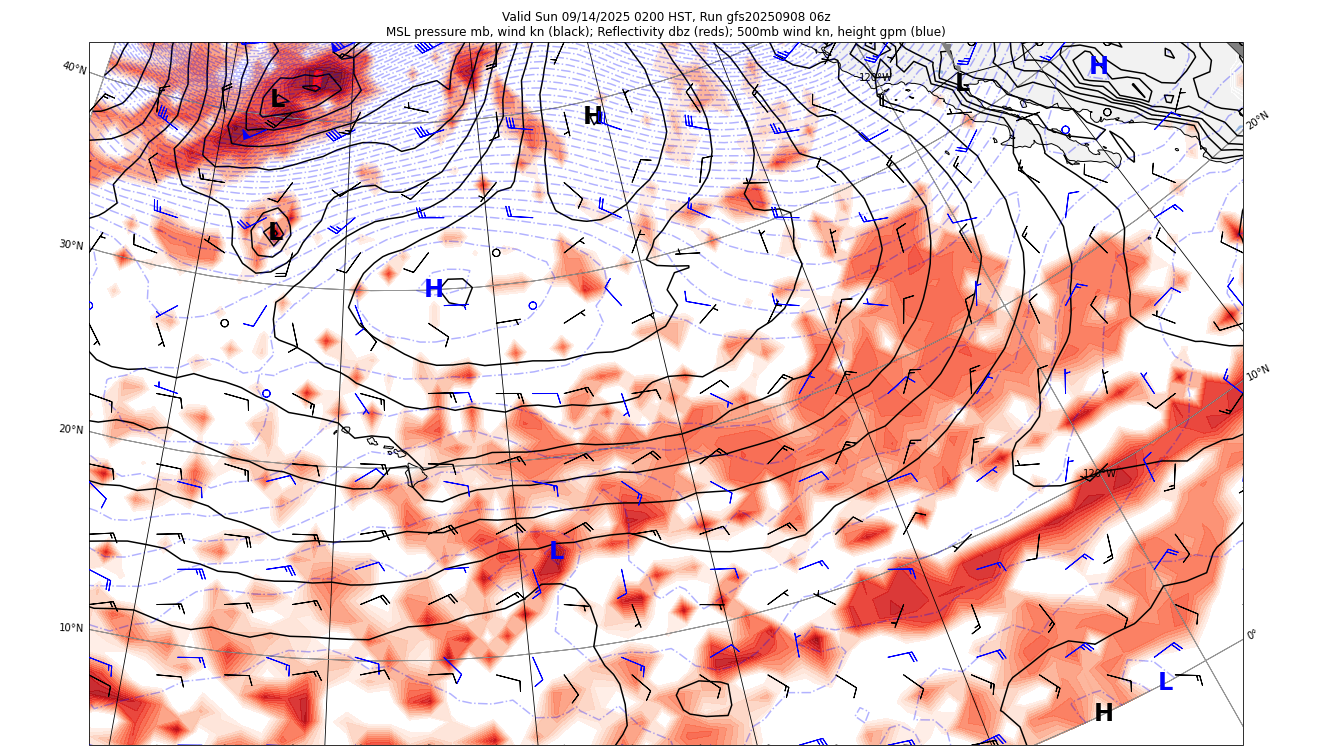 Valid Sun 09/14/2025 0200 HST, Run gfs20250908 06z
MSL pressure mb, wind kn (black); Reflectivity dbz (reds); 500mb wind kn, height gpm (blue)
40°N
L
H
120°W
L
H
20°N
30°N
L
H
10°N
20°N
120°W
L
10°N
0°
L
H